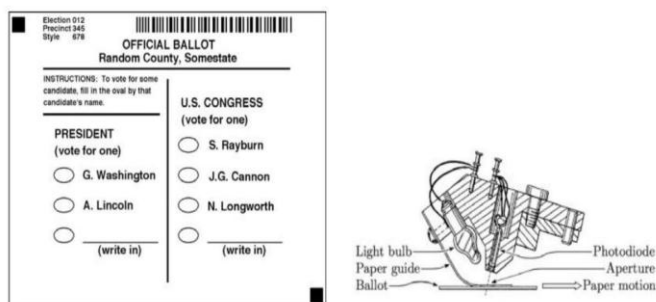 Election 012
Precinct 345
Style 678
OFFICIAL BALLOT
Random County, Somestate
INSTRUCTIONS: To vote for some
candidate, fill in the oval by that
candidate's name.
PRESIDENT
(vote for one)
G. Washington
A. Lincoln
(write in)
U.S. CONGRESS
(vote for one)
S. Rayburn
J.G. Cannon
N. Longworth
(write in)
Light bulb
Paper guide
Ballot
Photodiode
Aperture
Paper motion